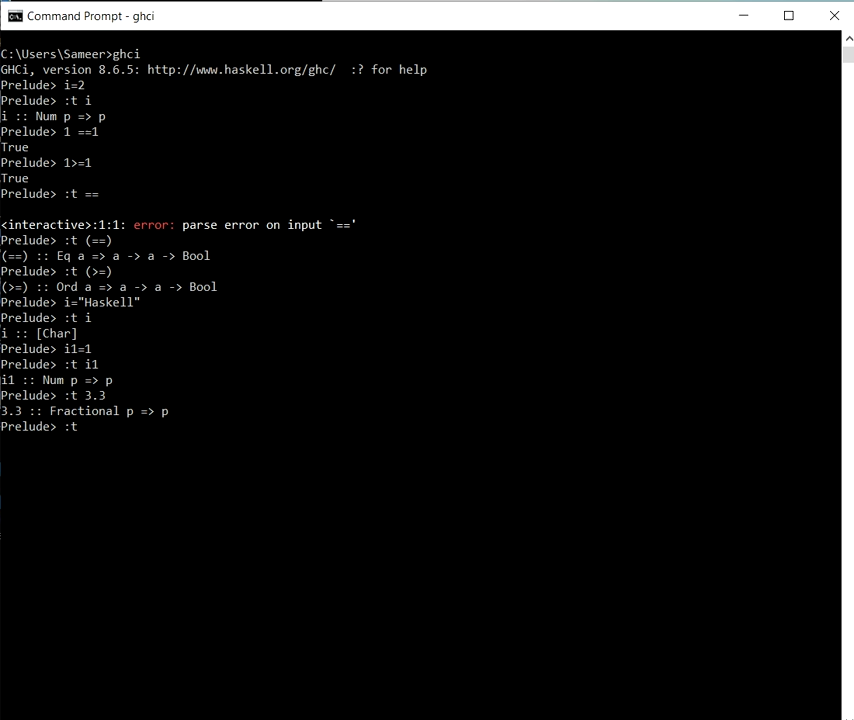 Command Prompt - ghci
C:\Users\Sameer>ghci
GHCi, version 8.6.5: http://www.haskell.org/ghc/  :? for help
Prelude> i=2
Prelude> :t i
i :: Num p => p
Prelude> 1 ==1
True
Prelude> 1>=1
True
Prelude> :t ==
<interactive>:1:1: error: parse error on input `=='
Prelude> :t (==)
(==) :: Eq a => a -> a -> Bool
Prelude> :t (>=)
(>=) :: Ord a => a -> a -> Bool
Prelude> i="Haskell"
Prelude> :t i
i :: [Char]
Prelude> i1=1
Prelude> :t i1
i1 :: Num p => p
Prelude> :t 3.3
3.3 :: Fractional p => p
Prelude> :t